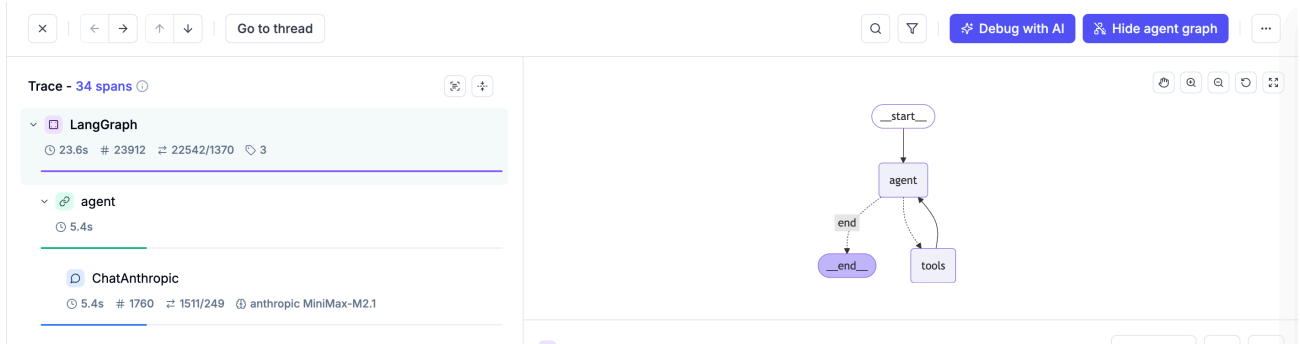 Go to thread
Debug with AI
Hide agent graph
Trace - 34 spans
LangGraph
23.6s # 23912 22542/1370 3
agent
5.4s
ChatAnthropic
5.4s # 1760 1511/249 anthropic MiniMax-M2.1
__start__
agent
end
__end__
tools